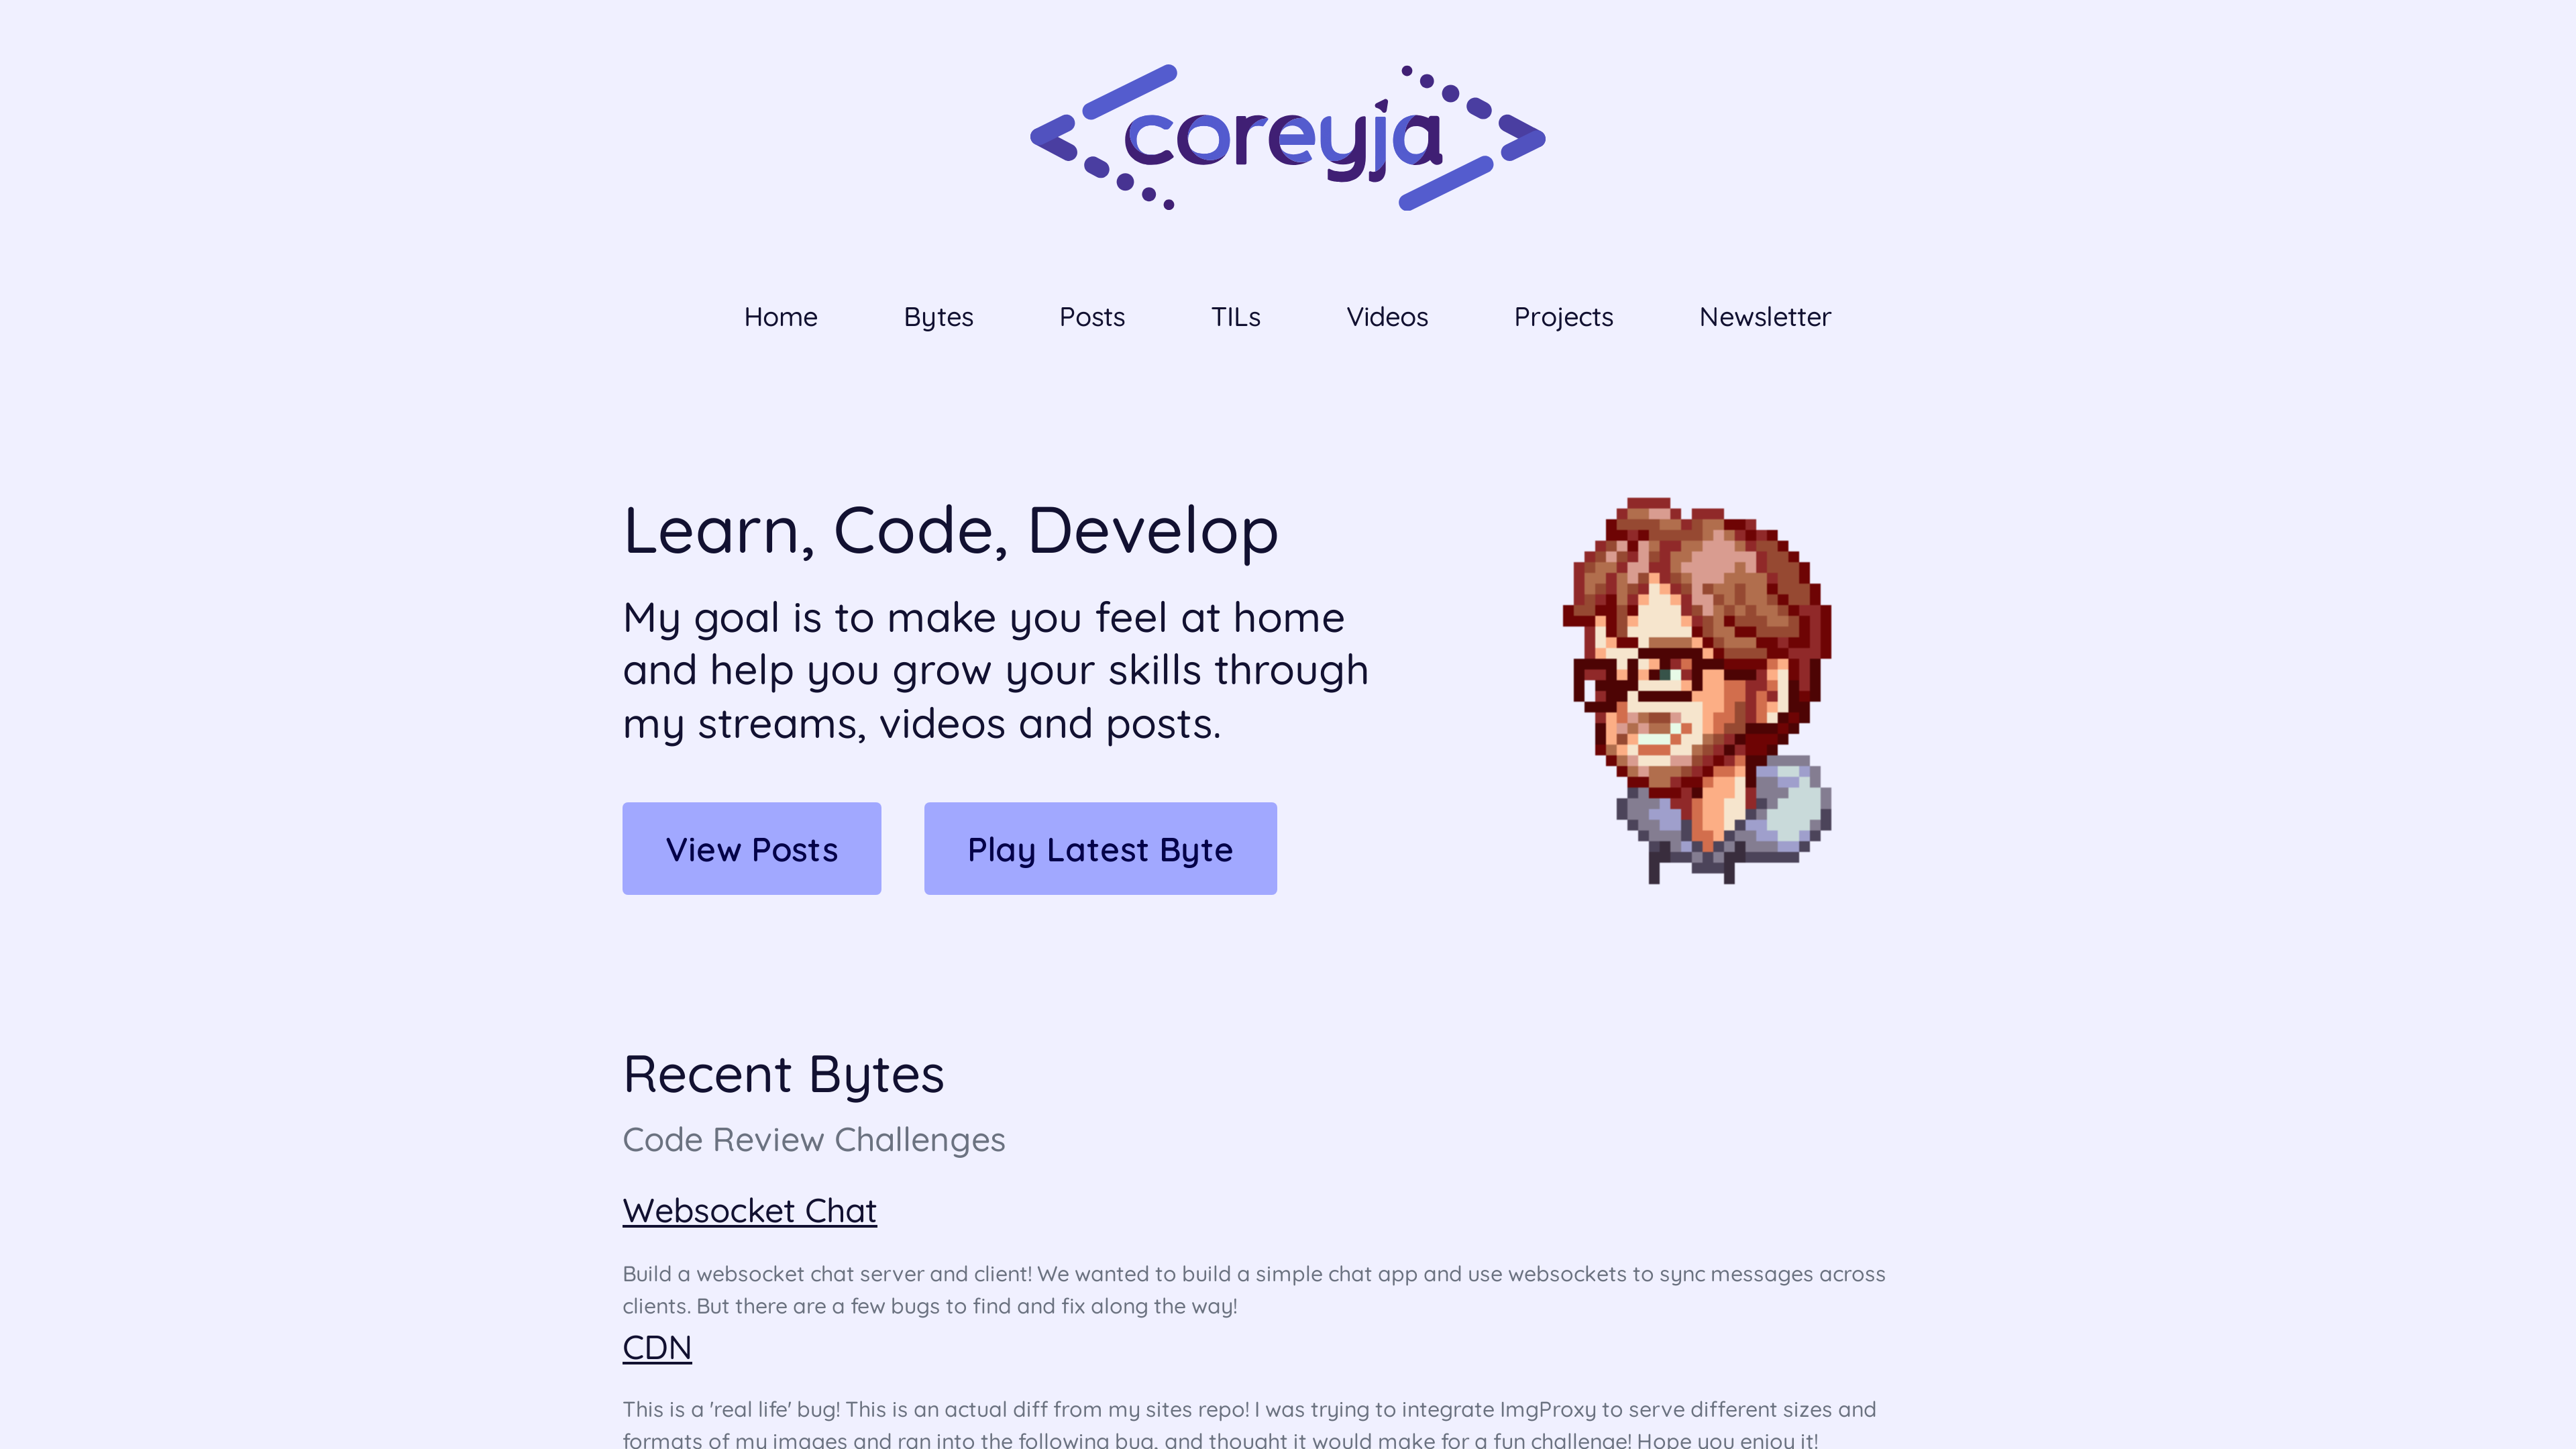 coreyja
Home Bytes Posts TILs Videos Projects Newsletter
Learn, Code, Develop
My goal is to make you feel at home
and help you grow your skills through
my streams, videos and posts.
View Posts Play Latest Byte
Recent Bytes
Code Review Challenges
Websocket Chat
Build a websocket chat server and client! We wanted to build a simple chat app and use websockets to sync messages across
clients. But there are a few bugs to find and fix along the way!
CDN
This is a 'real life' bug! This is an actual diff from my sites repo! I was trying to integrate ImgProxy to serve different sizes and
formats of my images and ran into the following bug, and thought it would make for a fun challenge! Hope you enjoy it!